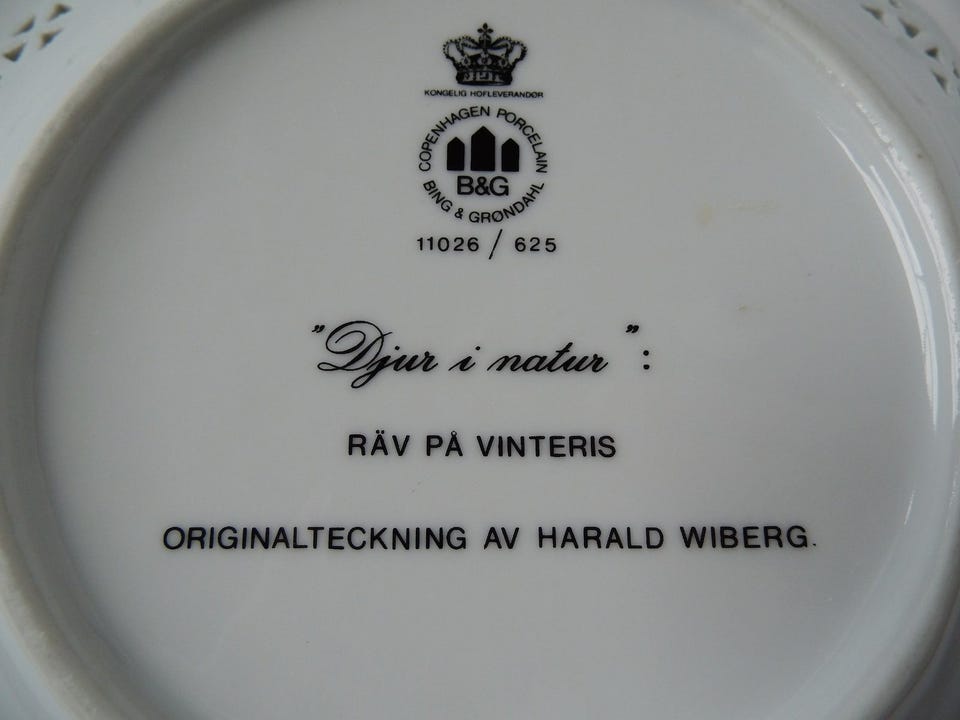 KONGELIG HOFLEVERANDØR
COPENHAGEN PORCELAIN
B&G
BING & GRØNDAHL
11026 / 625
"Djur i natur":
RÄV PÅ VINTERIS
ORIGINALTECKNING AV HARALD WIBERG.